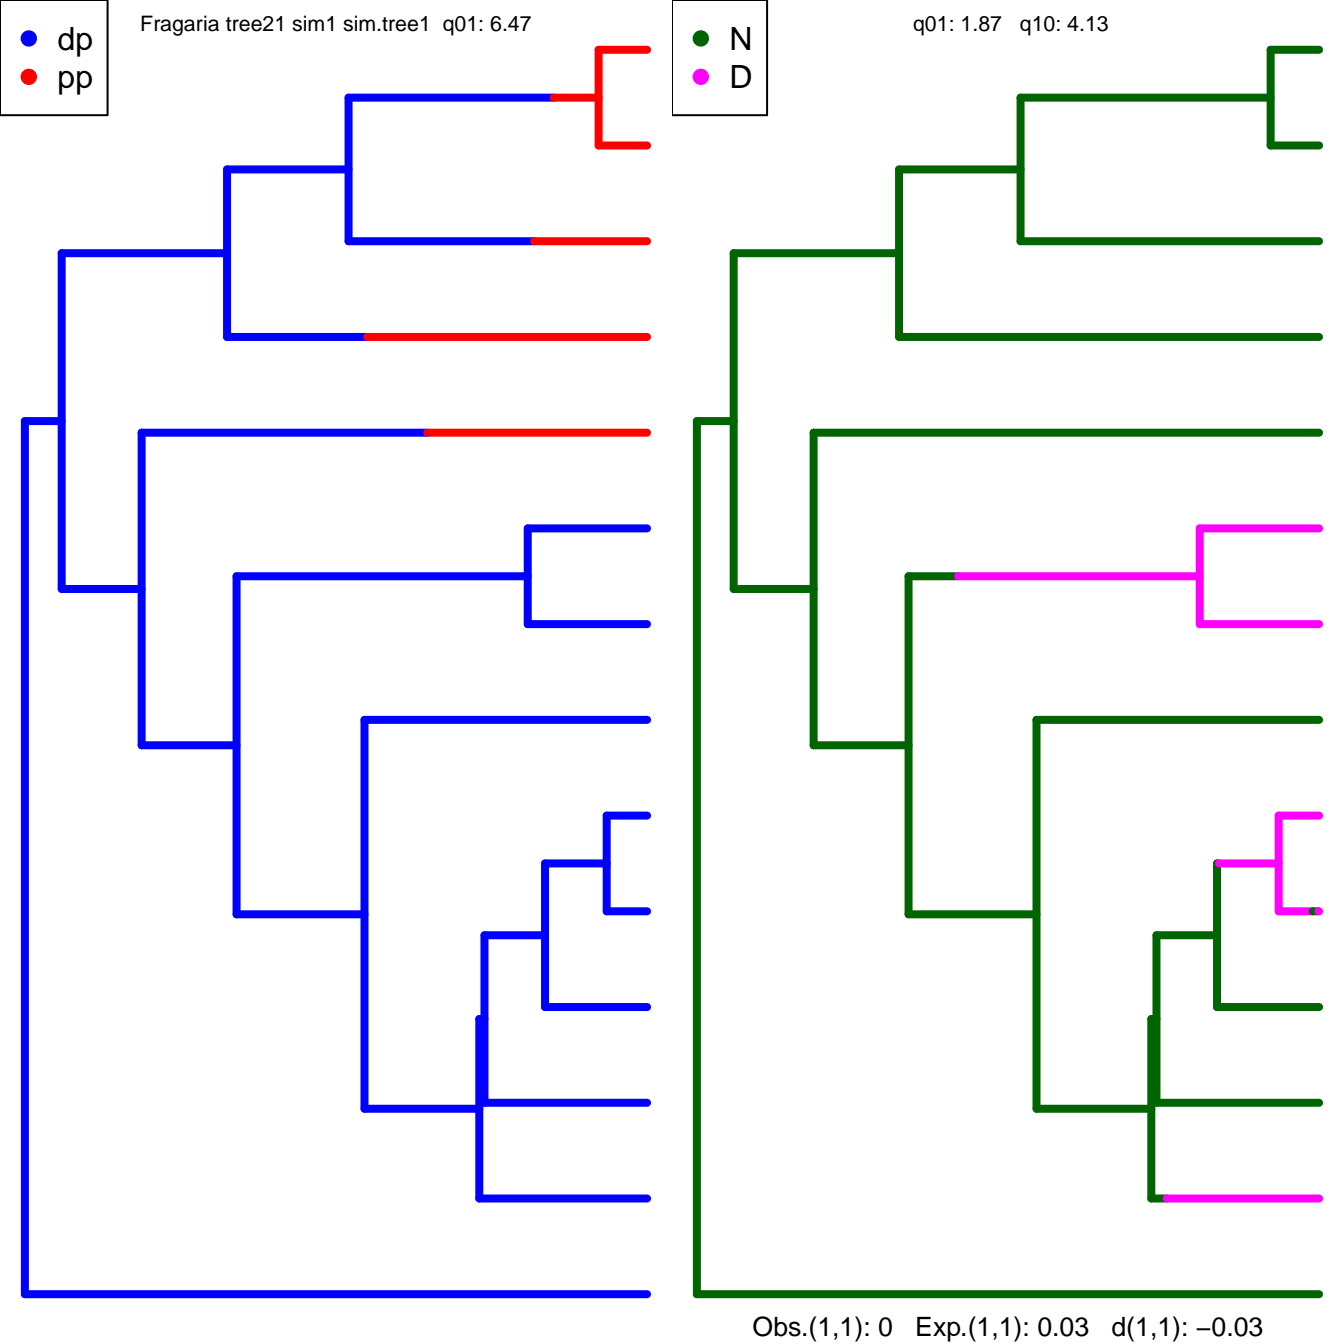 Fragaria tree21 sim1 sim.tree1  q01: 6.47
dp
pp
q01: 1.87   q10: 4.13
N
D
Obs.(1,1): 0   Exp.(1,1): 0.03   d(1,1): −0.03